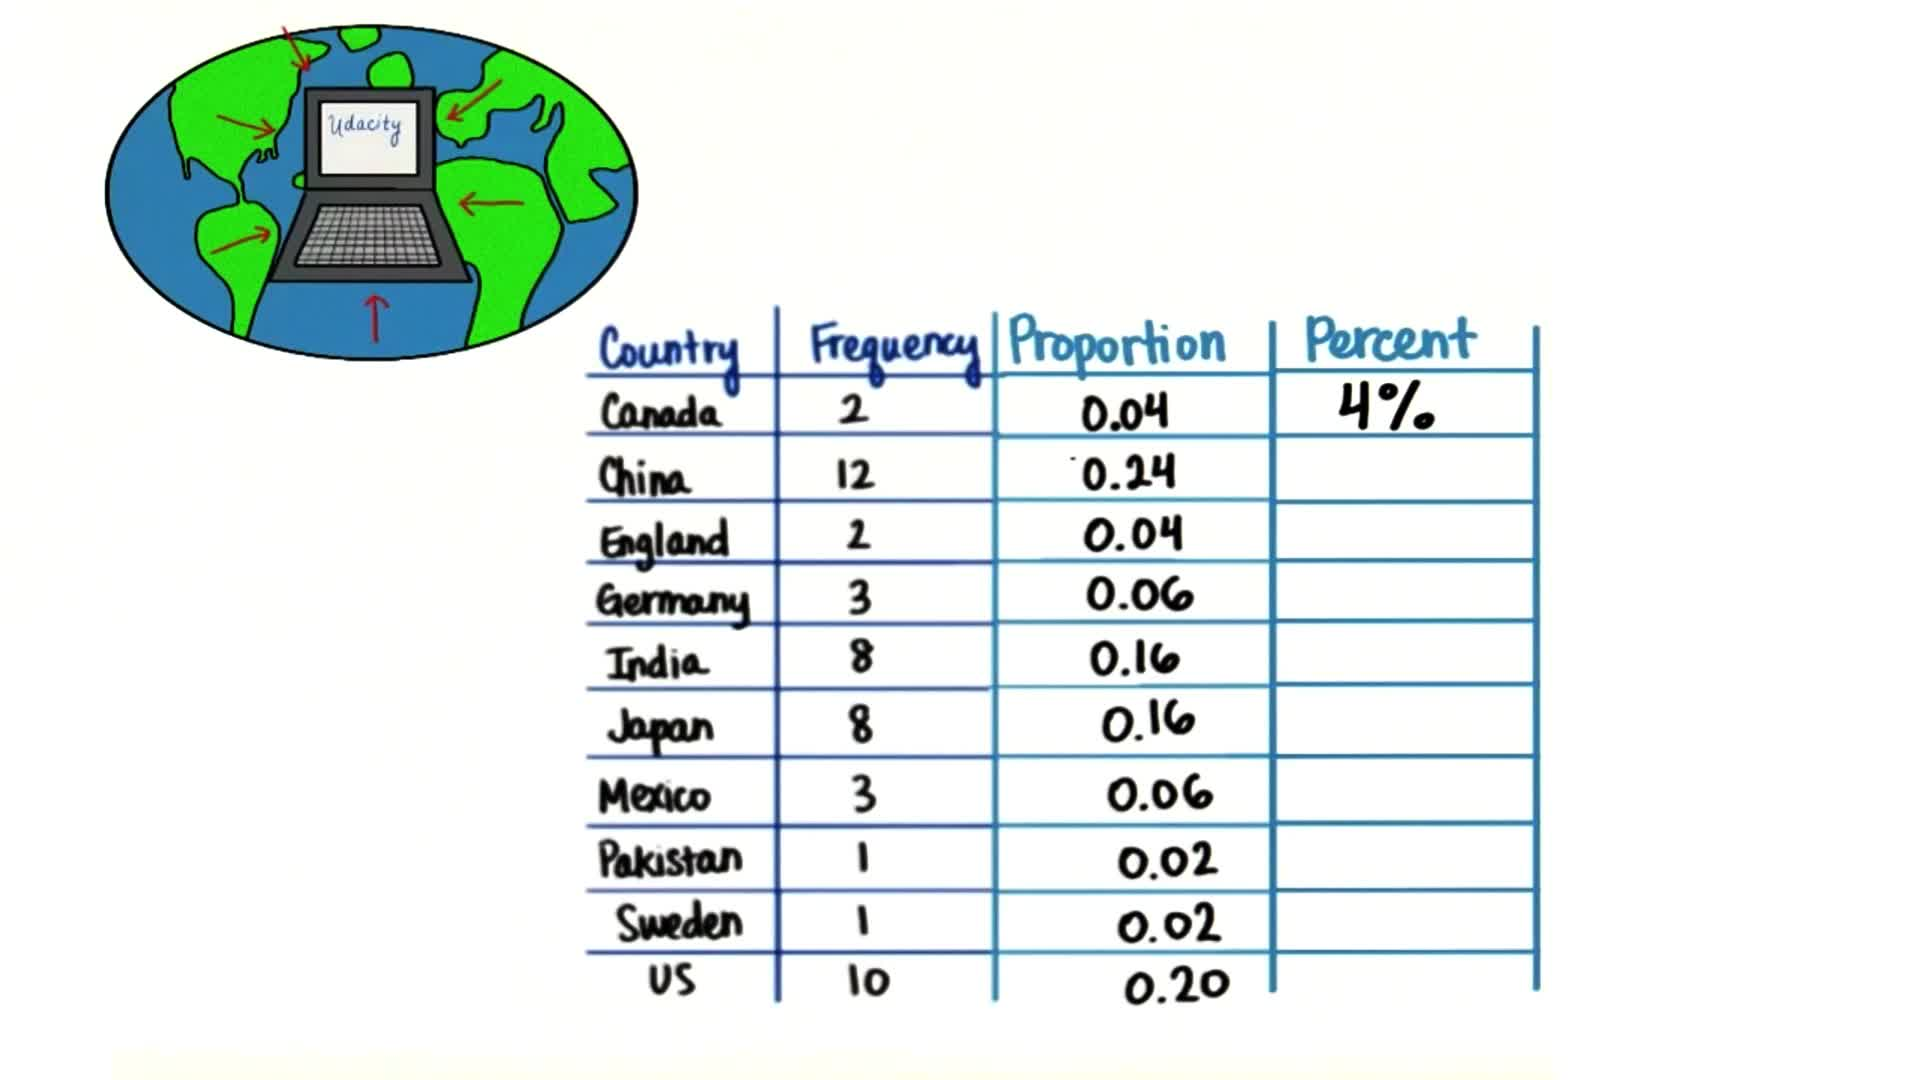 Udacity
Country Frequency Proportion Percent
Canada 2 0.04 4%
China 12 0.24
England 2 0.04
Germany 3 0.06
India 8 0.16
Japan 8 0.16
Mexico 3 0.06
Pakistan 1 0.02
Sweden 1 0.02
US 10 0.20